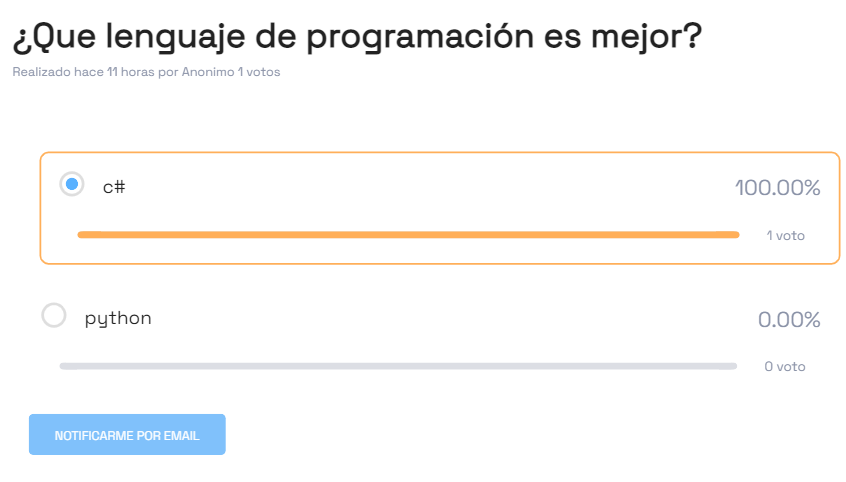 ¿Que lenguaje de programación es mejor?
Realizado hace 11 horas por Anonimo 1 votos
c#
100.00%
1 voto
python
0.00%
0 voto
NOTIFICARME POR EMAIL